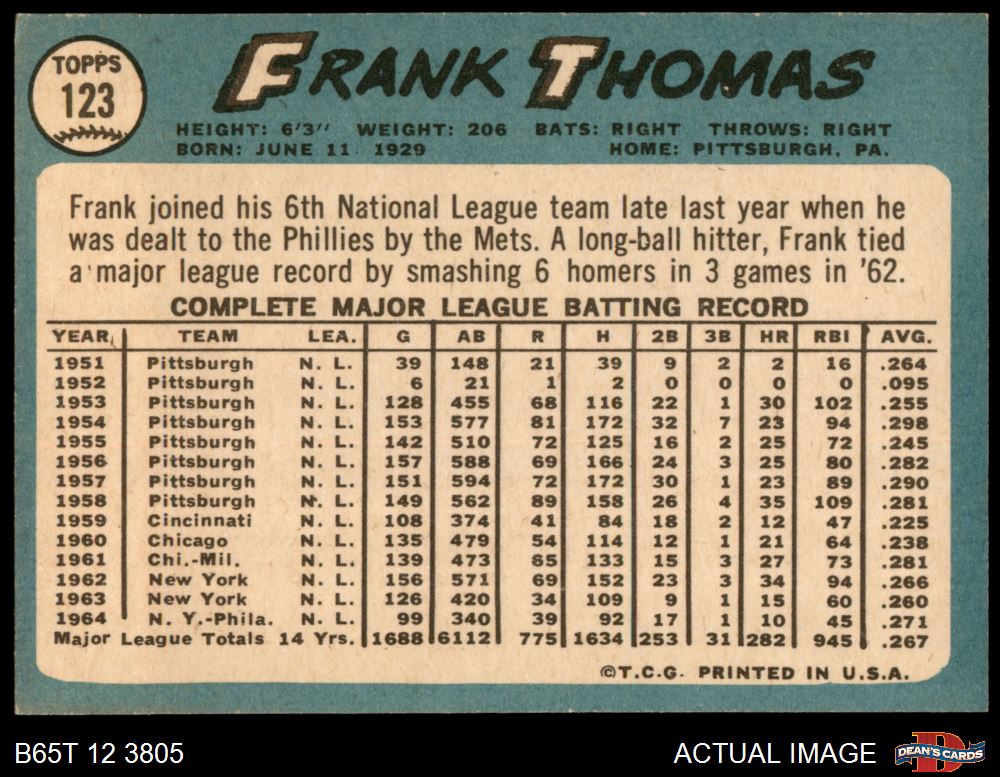 TOPPS
123
FRANK THOMAS
HEIGHT: 6'3" WEIGHT: 206 BATS: RIGHT THROWS: RIGHT
BORN: JUNE 11 1929 HOME: PITTSBURGH, PA.
Frank joined his 6th National League team late last year when he
was dealt to the Phillies by the Mets. A long-ball hitter, Frank tied
a major league record by smashing 6 homers in 3 games in '62.
COMPLETE MAJOR LEAGUE BATTING RECORD
YEAR TEAM LEA. G AB R H 2B 3B HR RBI AVG.
1951 Pittsburgh N. L. 39 148 21 39 9 2 2 16 .264
1952 Pittsburgh N. L. 6 21 1 2 0 0 0 0 .095
1953 Pittsburgh N. L. 128 455 68 116 22 1 30 102 .255
1954 Pittsburgh N. L. 153 577 81 172 32 7 23 94 .298
1955 Pittsburgh N. L. 142 510 72 125 16 2 25 72 .245
1956 Pittsburgh N. L. 157 588 69 166 24 3 25 80 .282
1957 Pittsburgh N. L. 151 594 72 172 30 1 23 89 .290
1958 Pittsburgh N. L. 149 562 89 158 26 4 35 109 .281
1959 Cincinnati N. L. 108 374 41 84 18 2 12 47 .225
1960 Chicago N. L. 135 479 54 114 12 1 21 64 .238
1961 Chi.-Mil. N. L. 139 473 65 133 15 3 27 73 .281
1962 New York N. L. 156 571 69 152 23 3 34 94 .266
1963 New York N. L. 126 420 34 109 9 1 15 60 .260
1964 N. Y.-Phila. N. L. 99 340 39 92 17 1 10 45 .271
Major League Totals 14 Yrs. 1688 6112 775 1634 253 31 282 945 .267
©T.C.G. PRINTED IN U.S.A.
B65T 12 3805 ACTUAL IMAGE DEAN'S CARDS